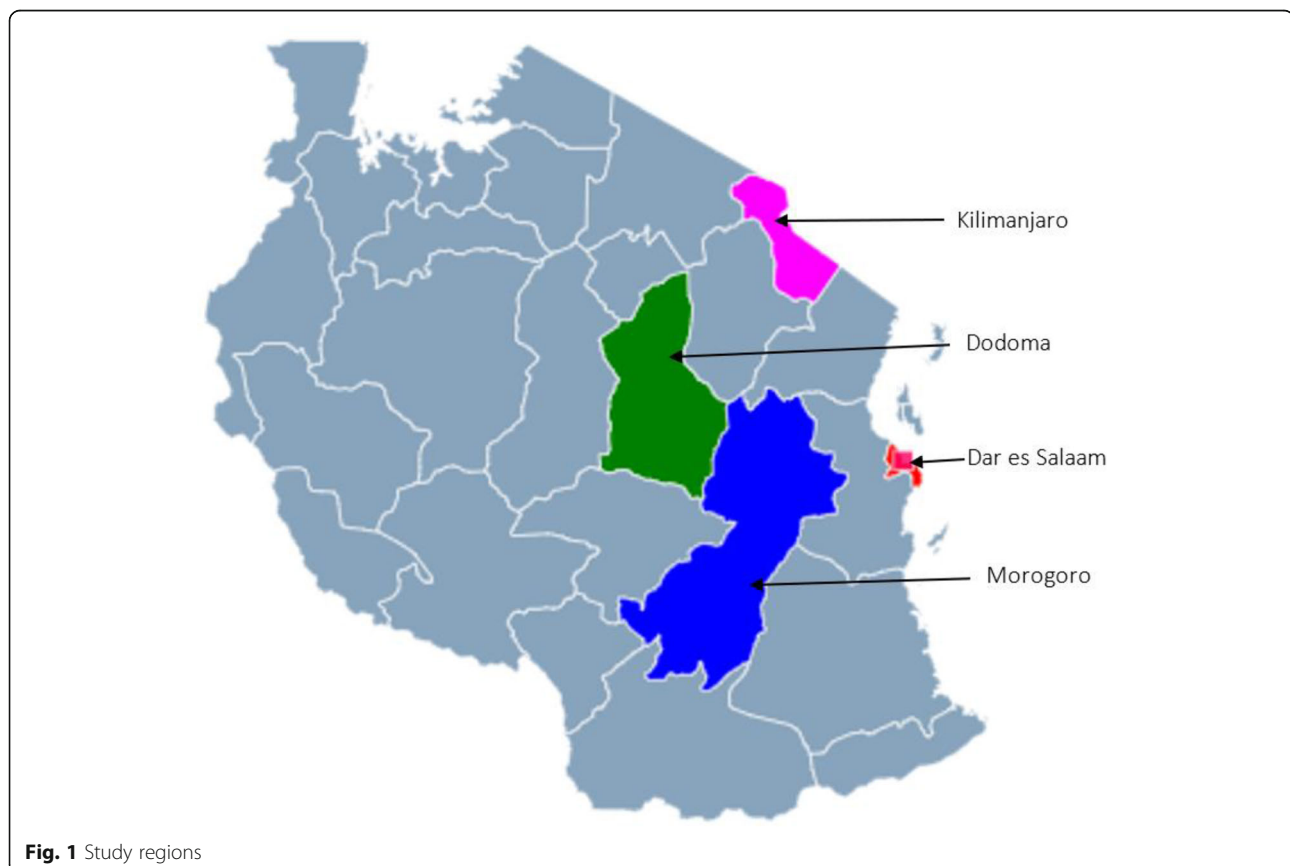 Kilimanjaro
Dodoma
Dar es Salaam
Morogoro
Fig. 1 Study regions